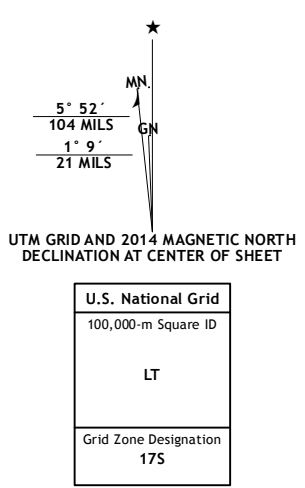 MN.
5° 52´
104 MILS
GN
1° 9´
21 MILS
UTM GRID AND 2014 MAGNETIC NORTH
DECLINATION AT CENTER OF SHEET
U.S. National Grid
100,000-m Square ID
LT
Grid Zone Designation
17S